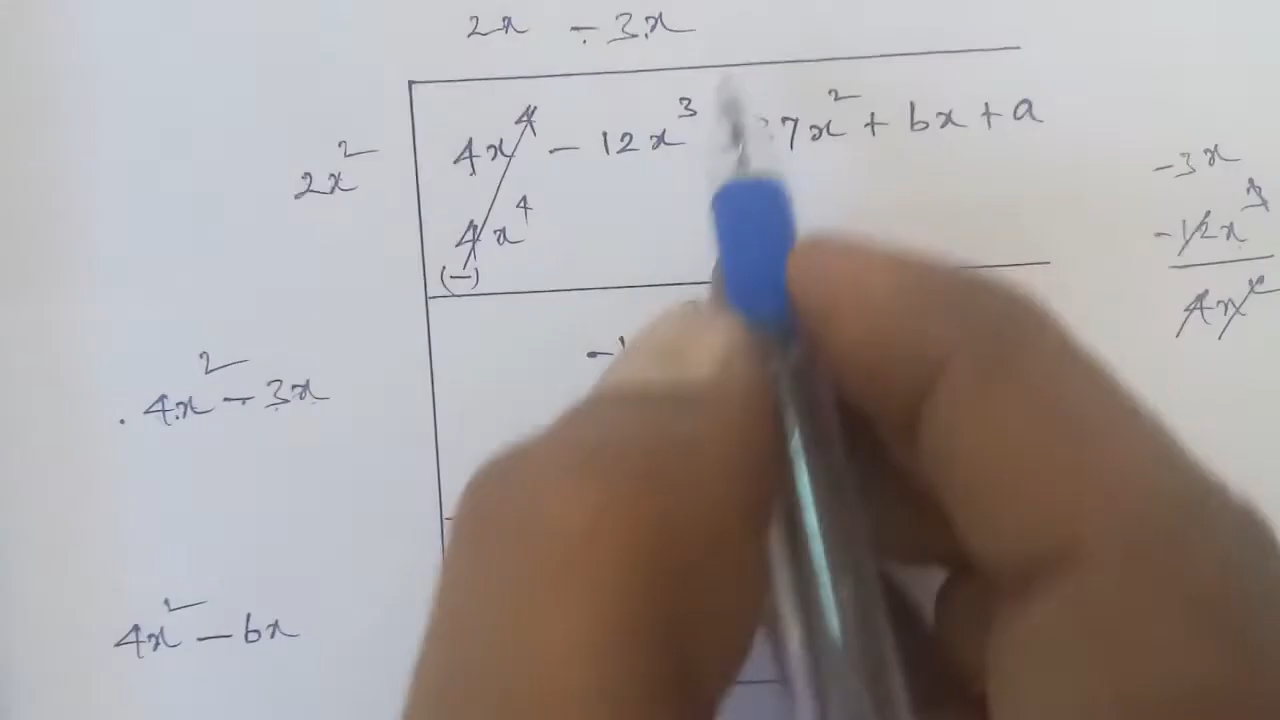 2x - 3x
2x² 4x⁴ - 12x³ 7x² + bx + a
4x⁴
(-)
-3x
-12x³
4x²
4x² - 3x
4x² - 6x